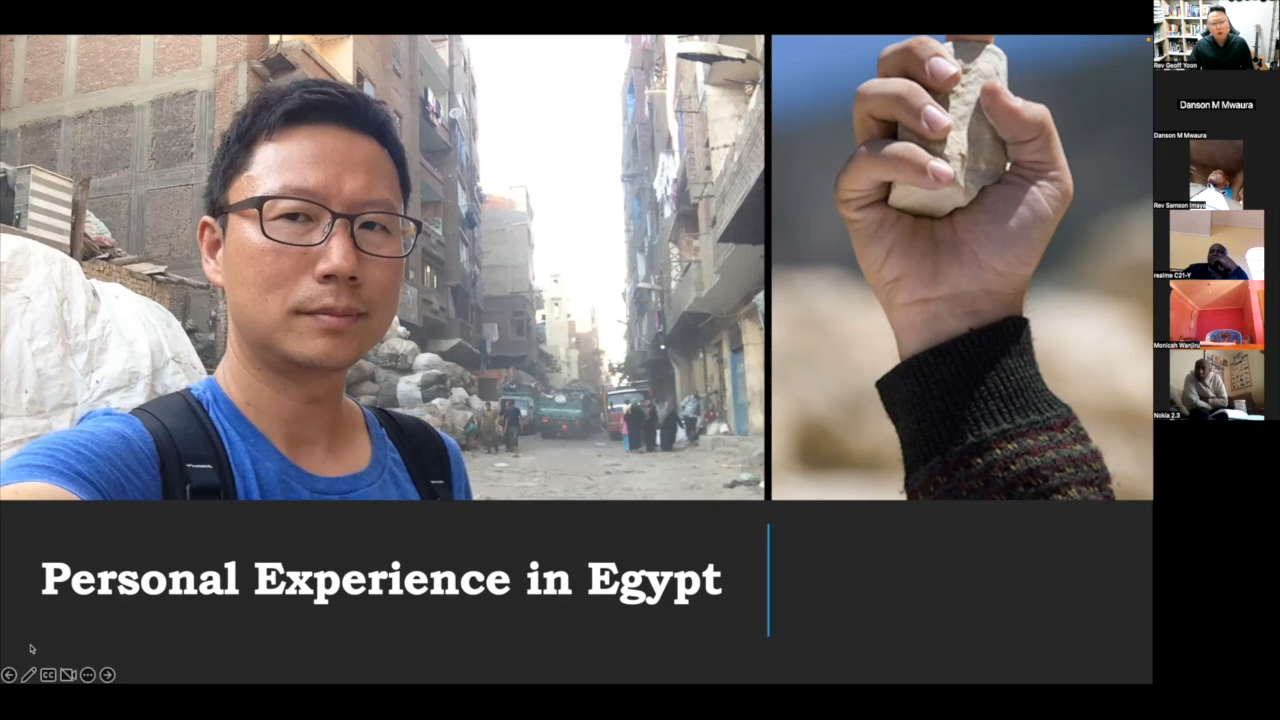 Personal Experience in Egypt
CC
Rev Geoff Yoon
Danson M Mwaura
Danson M Mwaura
Rev Samson Imaya
realme C21-Y
Monicah Wanjiru
Nokia 2.3